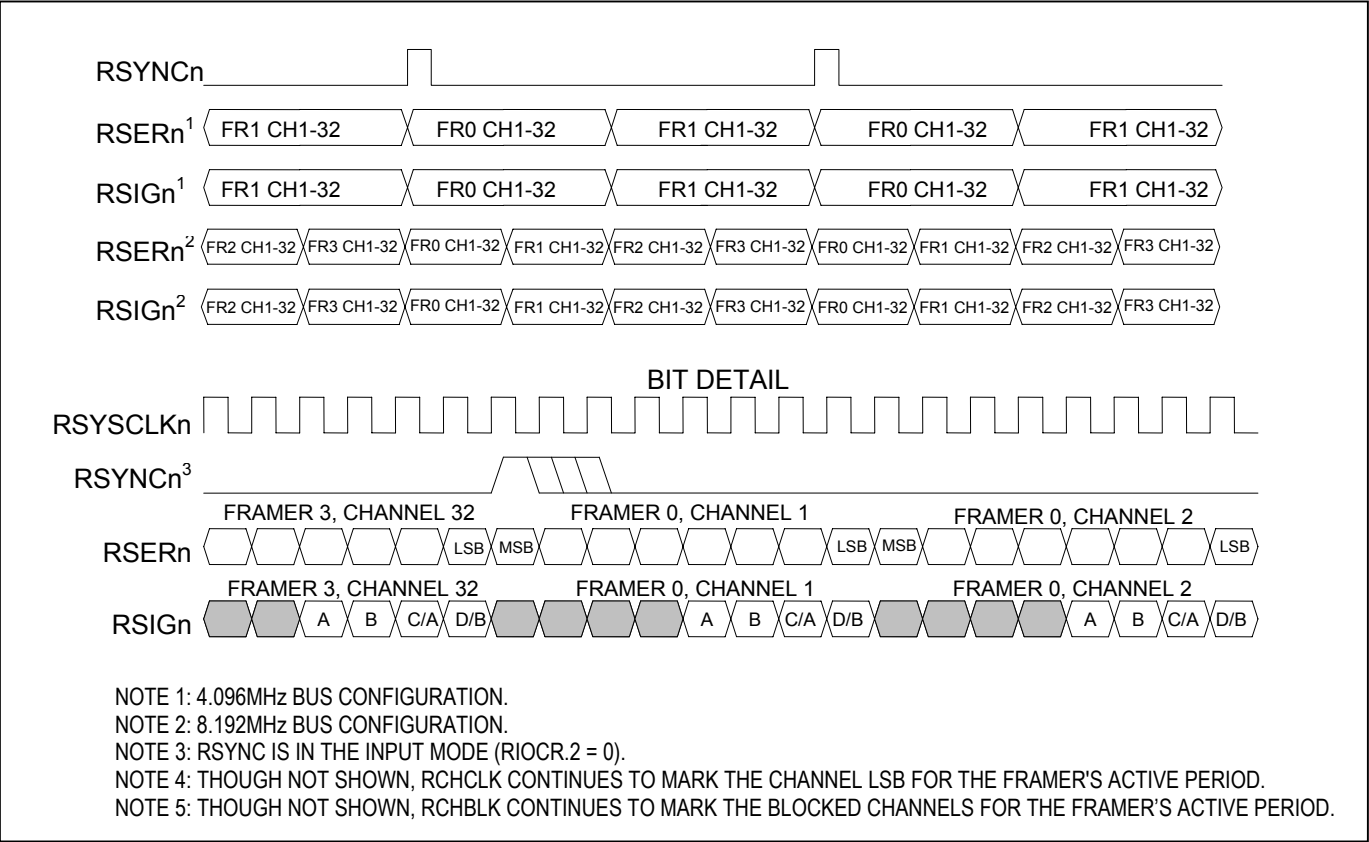 RSYNCn
RSERn1 FR1 CH1-32 FR0 CH1-32 FR1 CH1-32 FR0 CH1-32 FR1 CH1-32
RSIGn1 FR1 CH1-32 FR0 CH1-32 FR1 CH1-32 FR0 CH1-32 FR1 CH1-32
RSERn2 FR2 CH1-32 FR3 CH1-32 FR0 CH1-32 FR1 CH1-32 FR2 CH1-32 FR3 CH1-32 FR0 CH1-32 FR1 CH1-32 FR2 CH1-32 FR3 CH1-32
RSIGn2 FR2 CH1-32 FR3 CH1-32 FR0 CH1-32 FR1 CH1-32 FR2 CH1-32 FR3 CH1-32 FR0 CH1-32 FR1 CH1-32 FR2 CH1-32 FR3 CH1-32
BIT DETAIL
RSYSCLKn
RSYNCn3
FRAMER 3, CHANNEL 32 FRAMER 0, CHANNEL 1 FRAMER 0, CHANNEL 2
RSERn LSB MSB LSB MSB LSB
FRAMER 3, CHANNEL 32 FRAMER 0, CHANNEL 1 FRAMER 0, CHANNEL 2
RSIGn A B C/A D/B A B C/A D/B A B C/A D/B
NOTE 1: 4.096MHz BUS CONFIGURATION.
NOTE 2: 8.192MHz BUS CONFIGURATION.
NOTE 3: RSYNC IS IN THE INPUT MODE (RIOCR.2 = 0).
NOTE 4: THOUGH NOT SHOWN, RCHCLK CONTINUES TO MARK THE CHANNEL LSB FOR THE FRAMER'S ACTIVE PERIOD.
NOTE 5: THOUGH NOT SHOWN, RCHBLK CONTINUES TO MARK THE BLOCKED CHANNELS FOR THE FRAMER’S ACTIVE PERIOD.